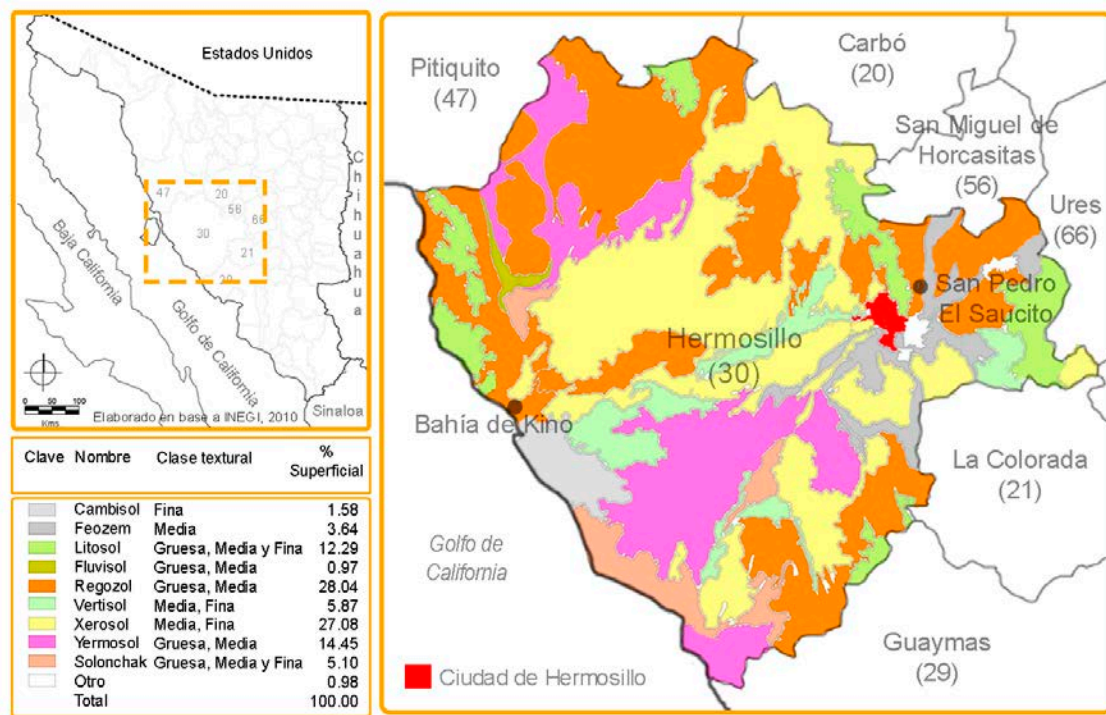 Estados Unidos
Chihuahua
47
20
56
66
30
21
Baja California
Golfo de California
Sinaloa
0 50 100
Kms
Elaborado en base a INEGI, 2010
Clave Nombre Clase textural % Superficial
Cambisol Fina 1.58
Feozem Media 3.64
Litosol Gruesa, Media y Fina 12.29
Fluvisol Gruesa, Media 0.97
Regozol Gruesa, Media 28.04
Vertisol Media, Fina 5.87
Xerosol Media, Fina 27.08
Yermosol Gruesa, Media 14.45
Solonchak Gruesa, Media y Fina 5.10
Otro 0.98
Total 100.00
Pitiquito
(47)
Carbó
(20)
San Miguel de
Horcasitas
(56)
Ures
(66)
San Pedro
El Saucito
Hermosillo
(30)
Bahía de Kino
La Colorada
(21)
Golfo de
California
Guaymas
(29)
Ciudad de Hermosillo